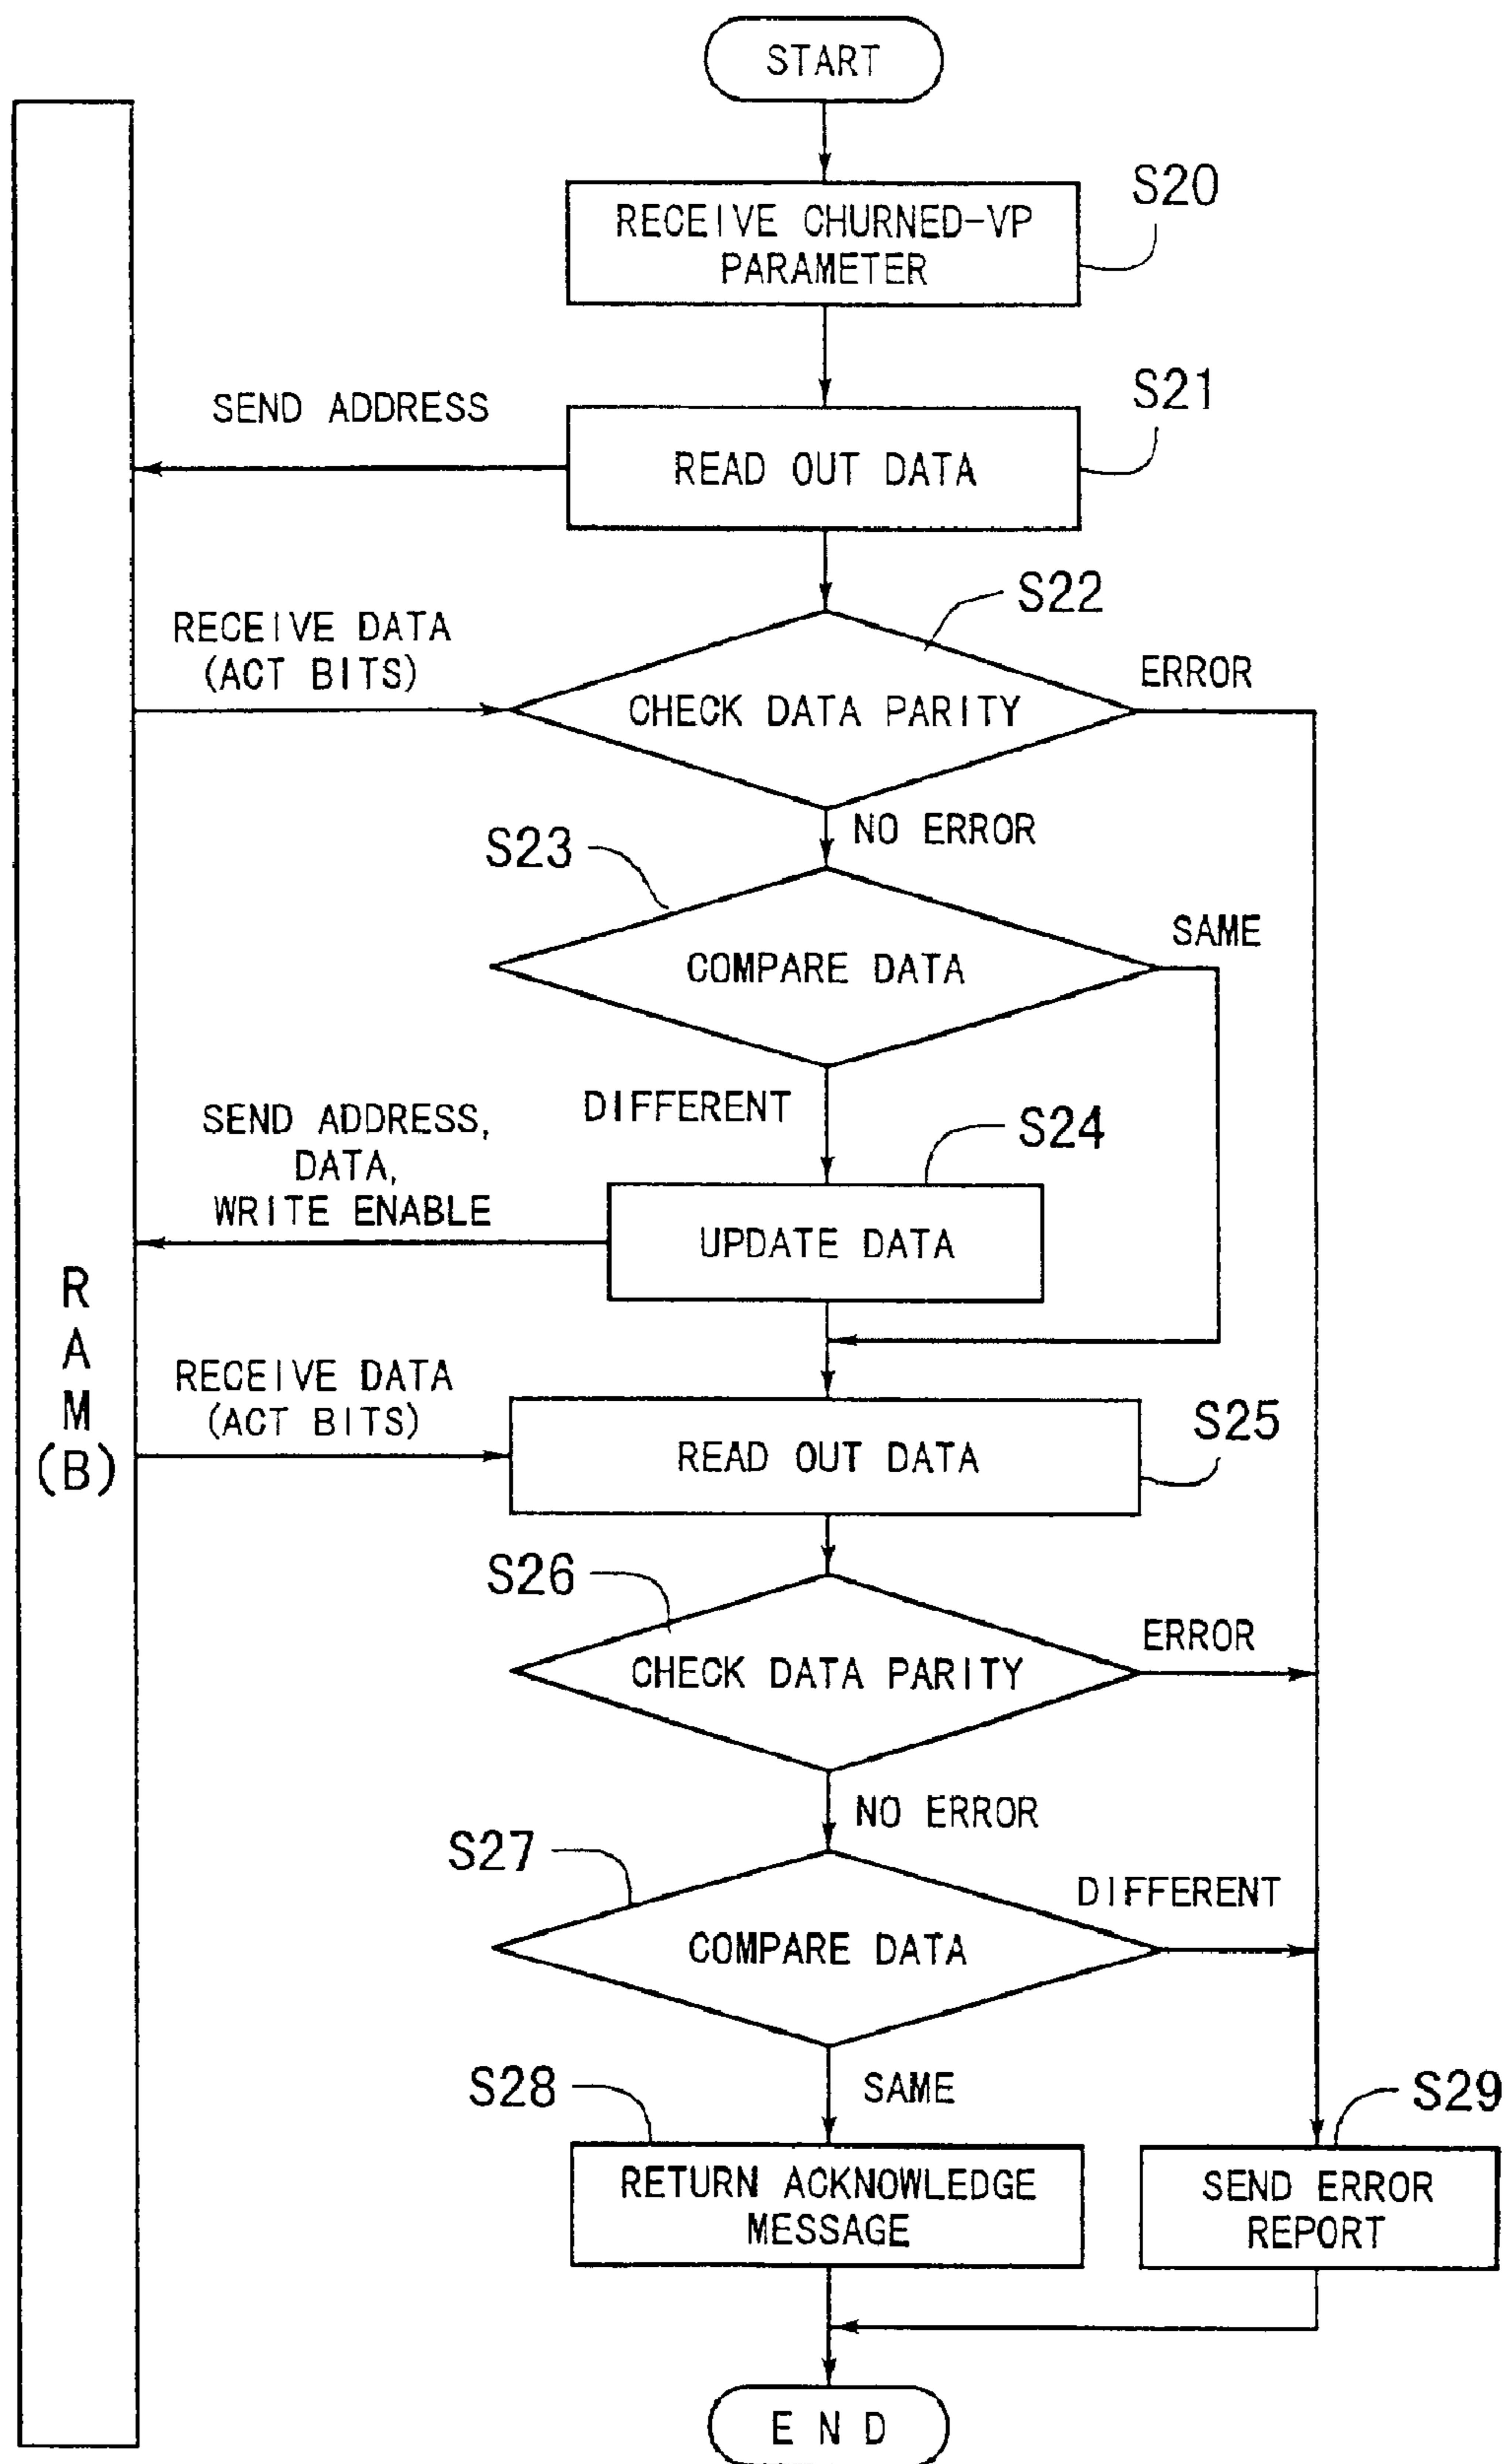 START
S20
RECEIVE CHURNED-VP
PARAMETER
S21
SEND ADDRESS
READ OUT DATA
S22
RECEIVE DATA
(ACT BITS)
ERROR
CHECK DATA PARITY
NO ERROR
S23
SAME
COMPARE DATA
DIFFERENT
SEND ADDRESS,
DATA,
WRITE ENABLE
S24
UPDATE DATA
R
A
M
(B)
RECEIVE DATA
(ACT BITS)
S25
READ OUT DATA
S26
ERROR
CHECK DATA PARITY
NO ERROR
S27
DIFFERENT
COMPARE DATA
SAME
S28
S29
RETURN ACKNOWLEDGE
MESSAGE
SEND ERROR
REPORT
END